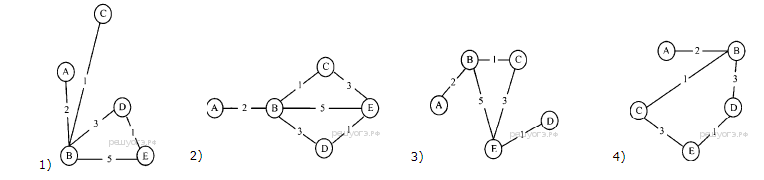 1) C A 2 1 3 D 1 B 5 E решуогэ.рф
2) A 2 B 1 C 3 5 E 3 D 1 решуогэ.рф
3) B 1 C 2 A 5 3 E 1 D решуогэ.рф
4) A 2 B 1 3 C D 3 E 1 решуогэ.рф